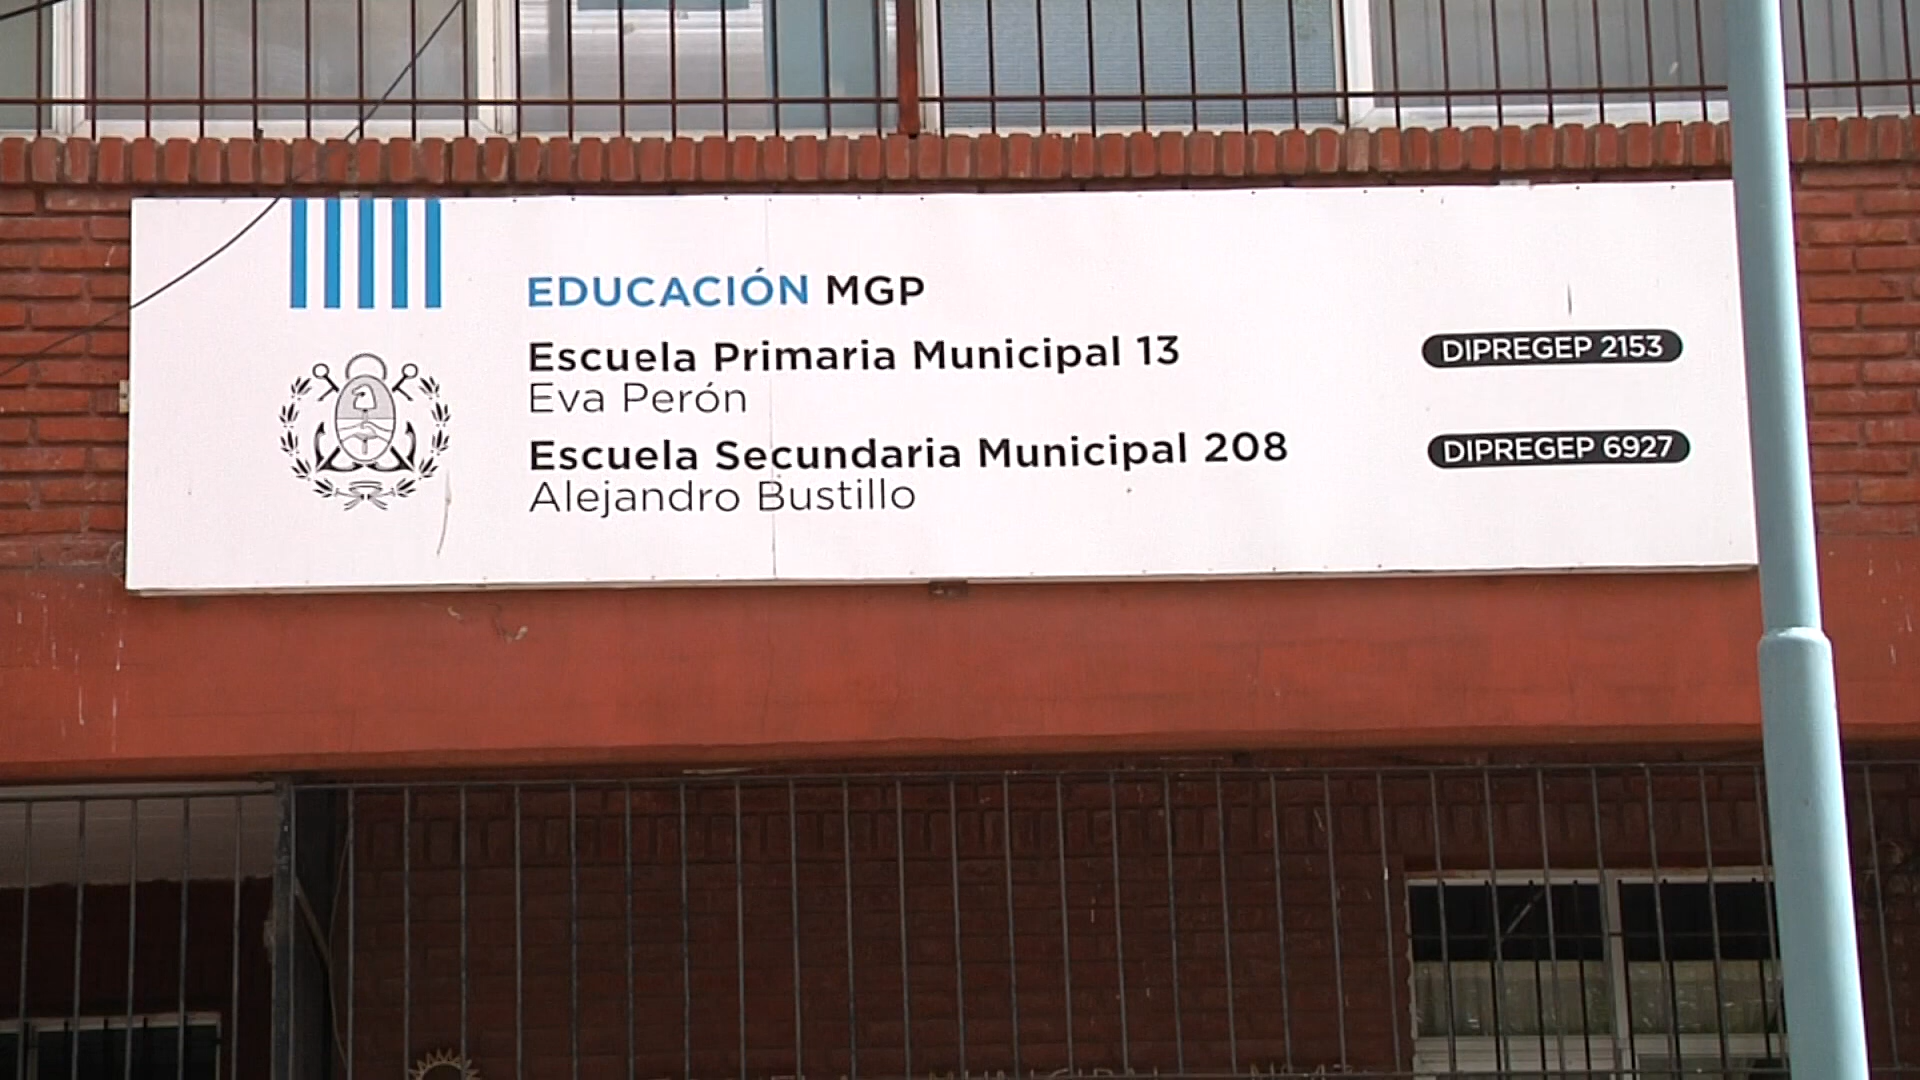 EDUCACIÓN MGP
Escuela Primaria Municipal 13
DIPREGEP 2153
Eva Perón
Escuela Secundaria Municipal 208
DIPREGEP 6927
Alejandro Bustillo